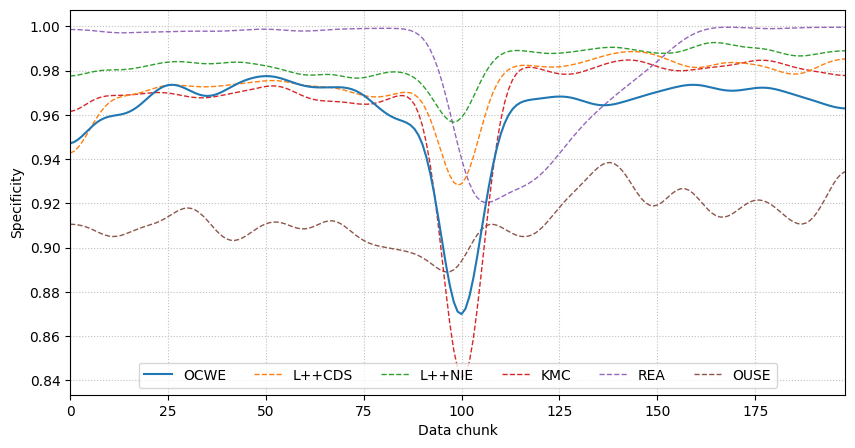 1.00
0.98
0.96
0.94
0.92
0.90
0.88
0.86
0.84
Specificity
OCWE L++CDS L++NIE KMC REA OUSE
0 25 50 75 100 125 150 175
Data chunk